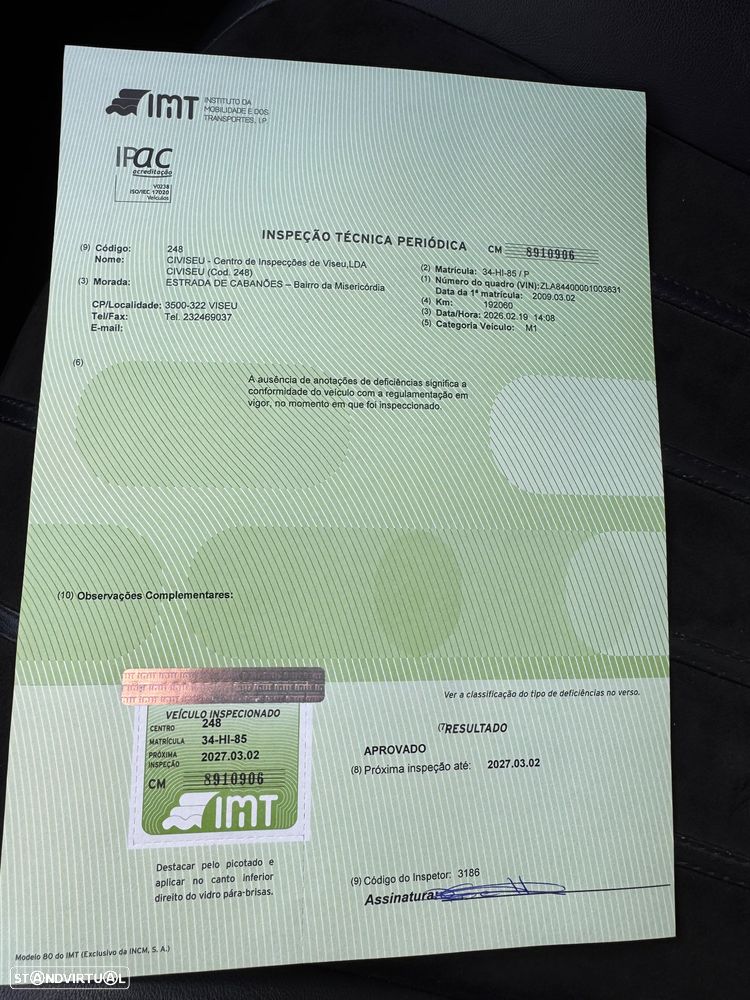 IMT INSTITUTO DA
MOBILIDADE E DOS
TRANSPORTES, I.P.
IPac
acreditação
V0238
ISO/IEC 17020
Veículos
INSPEÇÃO TÉCNICA PERIÓDICA CM 8910906
(9) Código: 248
Nome: CIVISEU - Centro de Inspecções de Viseu,LDA
CIVISEU (Cod. 248)
(3) Morada: ESTRADA DE CABANÕES – Bairro da Misericórdia
CP/Localidade: 3500-322 VISEU
Tel/Fax: Tel. 232469037
E-mail:
(2) Matrícula: 34-HI-85 / P
(1) Número do quadro (VIN):ZLA84400001003631
Data da 1ª matrícula: 2009.03.02
(4) Km: 192060
(3) Data/Hora: 2026.02.19 14:08
(5) Categoria Veículo: M1
(6)
A ausência de anotações de deficiências significa a
conformidade do veículo com a regulamentação em
vigor, no momento em que foi inspeccionado.
(10) Observações Complementares:
Ver a classificação do tipo de deficiências no verso.
VEÍCULO INSPECIONADO
CENTRO 248
MATRÍCULA 34-HI-85
PRÓXIMA
INSPEÇÃO 2027.03.02
CM 8910906
IMT
(7) RESULTADO
APROVADO
(8) Próxima inspeção até: 2027.03.02
Destacar pelo picotado e
aplicar no canto inferior
direito do vidro pára-brisas.
(9) Código do Inspetor: 3186
Assinatura:
Modelo 80 do IMT (Exclusivo da INCM, S. A.)
STANDVIRTUAL